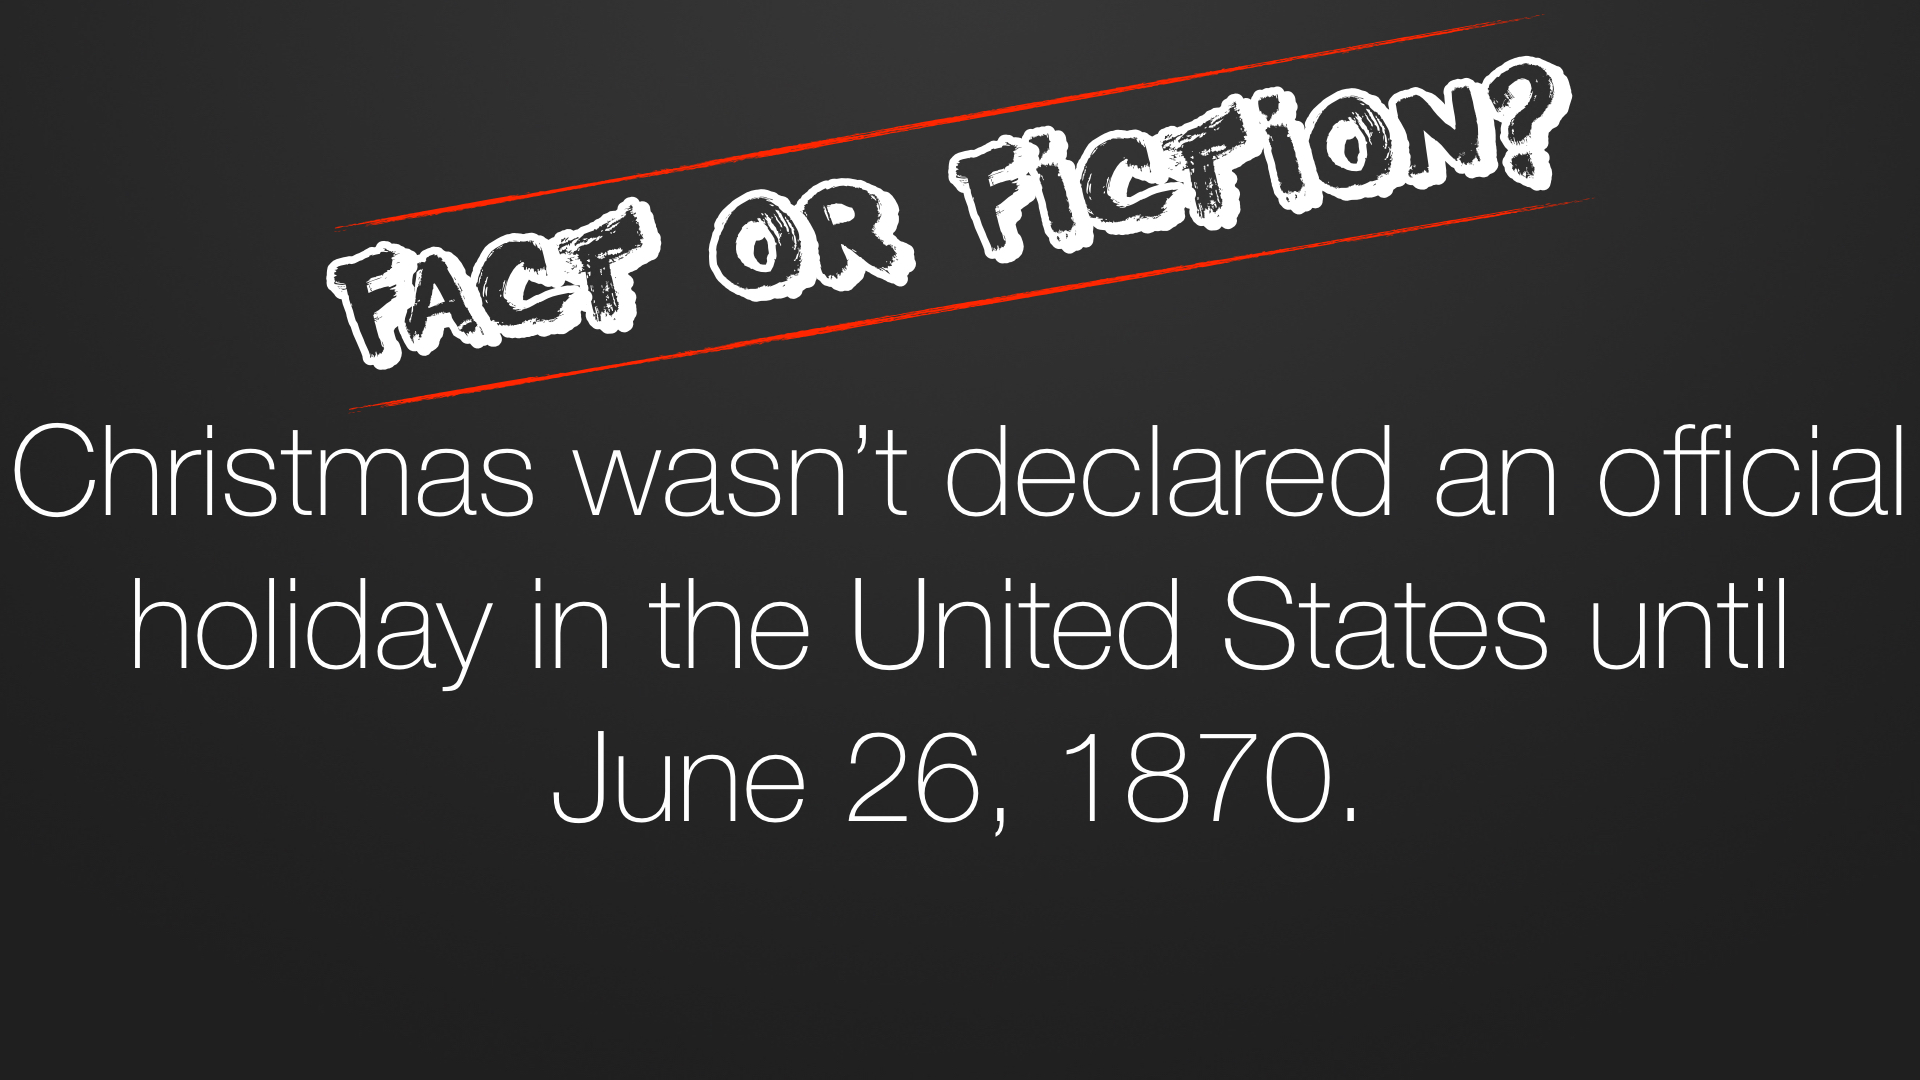 FACT OR FiCTiON?
Christmas wasn’t declared an official
holiday in the United States until
June 26, 1870.